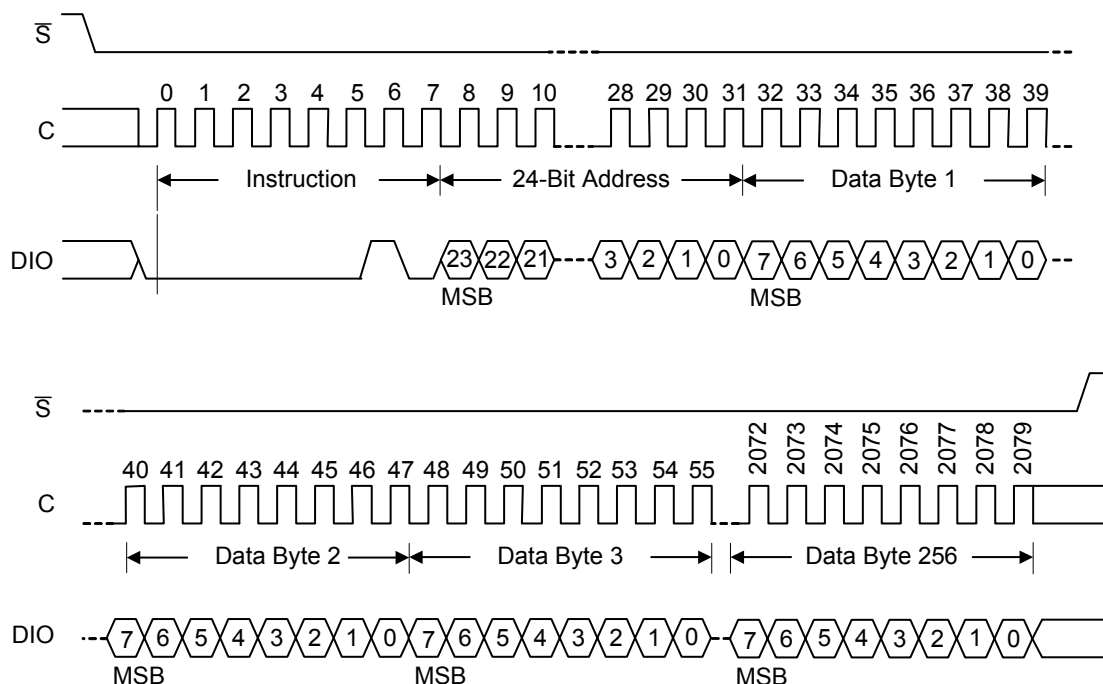 S̅
0 1 2 3 4 5 6 7 8 9 10 28 29 30 31 32 33 34 35 36 37 38 39
C
Instruction 24-Bit Address Data Byte 1
DIO 23 22 21 3 2 1 0 7 6 5 4 3 2 1 0
MSB MSB
S̅
2072 2073 2074 2075 2076 2077 2078 2079
40 41 42 43 44 45 46 47 48 49 50 51 52 53 54 55
C
Data Byte 2 Data Byte 3 Data Byte 256
DIO 7 6 5 4 3 2 1 0 7 6 5 4 3 2 1 0 7 6 5 4 3 2 1 0
MSB MSB MSB